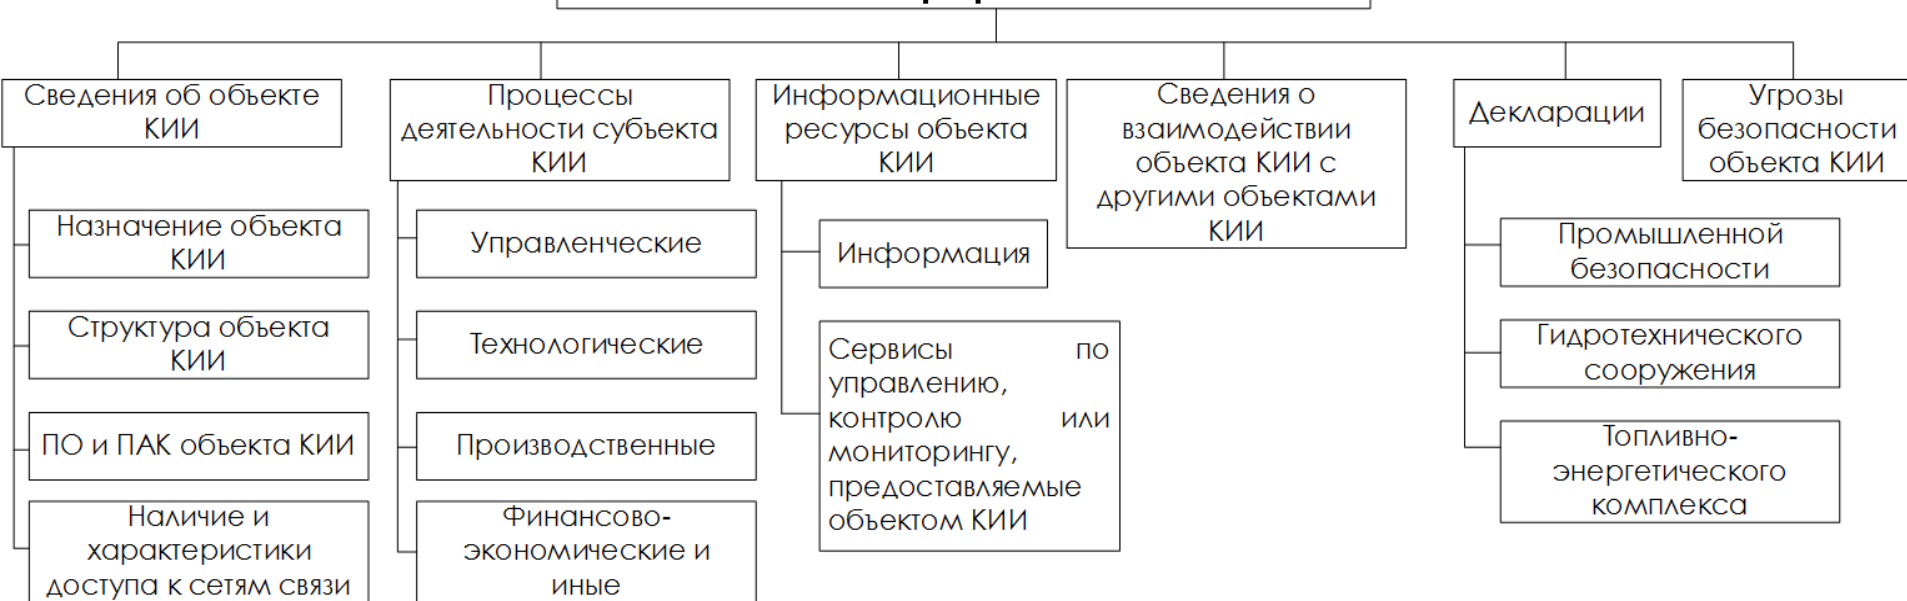 Сведения об объекте
КИИ
Процессы
деятельности субъекта
КИИ
Информационные
ресурсы объекта
КИИ
Сведения о
взаимодействии
объекта КИИ с
другими объектами
КИИ
Декларации
Угрозы
безопасности
объекта КИИ
Назначение объекта
КИИ
Структура объекта
КИИ
ПО и ПАК объекта КИИ
Наличие и
характеристики
доступа к сетям связи
Управленческие
Технологические
Производственные
Финансово-
экономические и
иные
Информация
Сервисы по
управлению,
контролю или
мониторингу,
предоставляемые
объектом КИИ
Промышленной
безопасности
Гидротехнического
сооружения
Топливно-
энергетического
комплекса